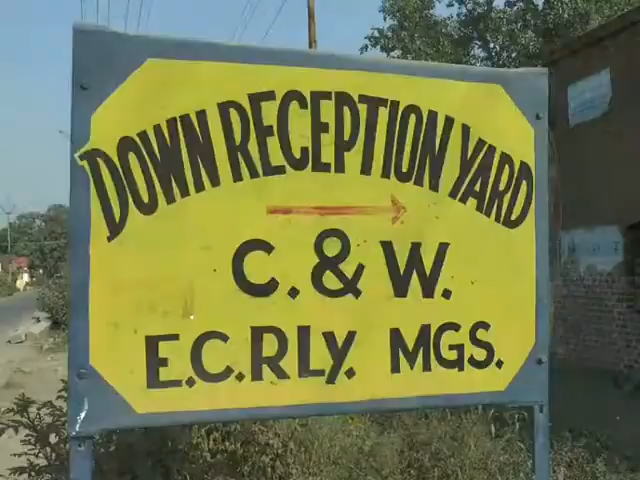 DOWN RECEPTION YARD
C. & W.
E.C.RLY. MGS.